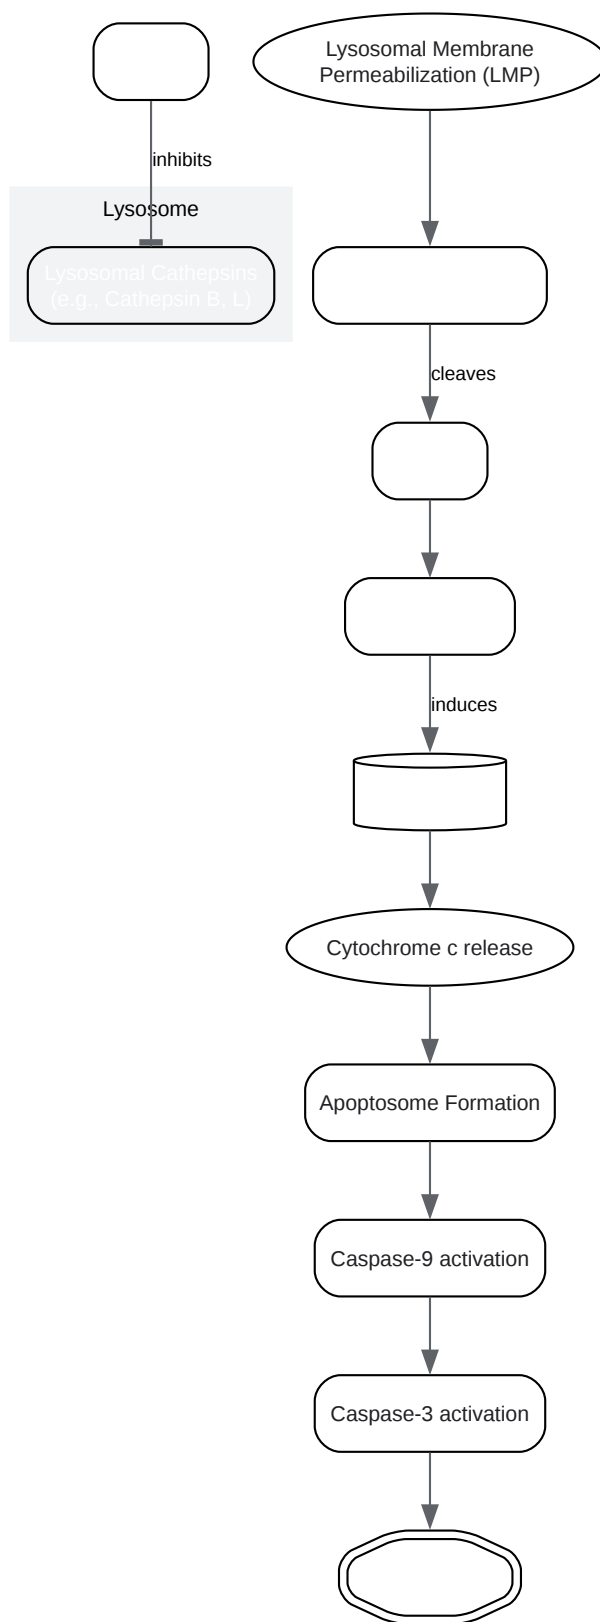 Lysosomal Membrane
Permeabilization (LMP)
inhibits
Lysosome
Lysosomal Cathepsins
(e.g., Cathepsin B, L)
cleaves
induces
Cytochrome c release
Apoptosome Formation
Caspase-9 activation
Caspase-3 activation